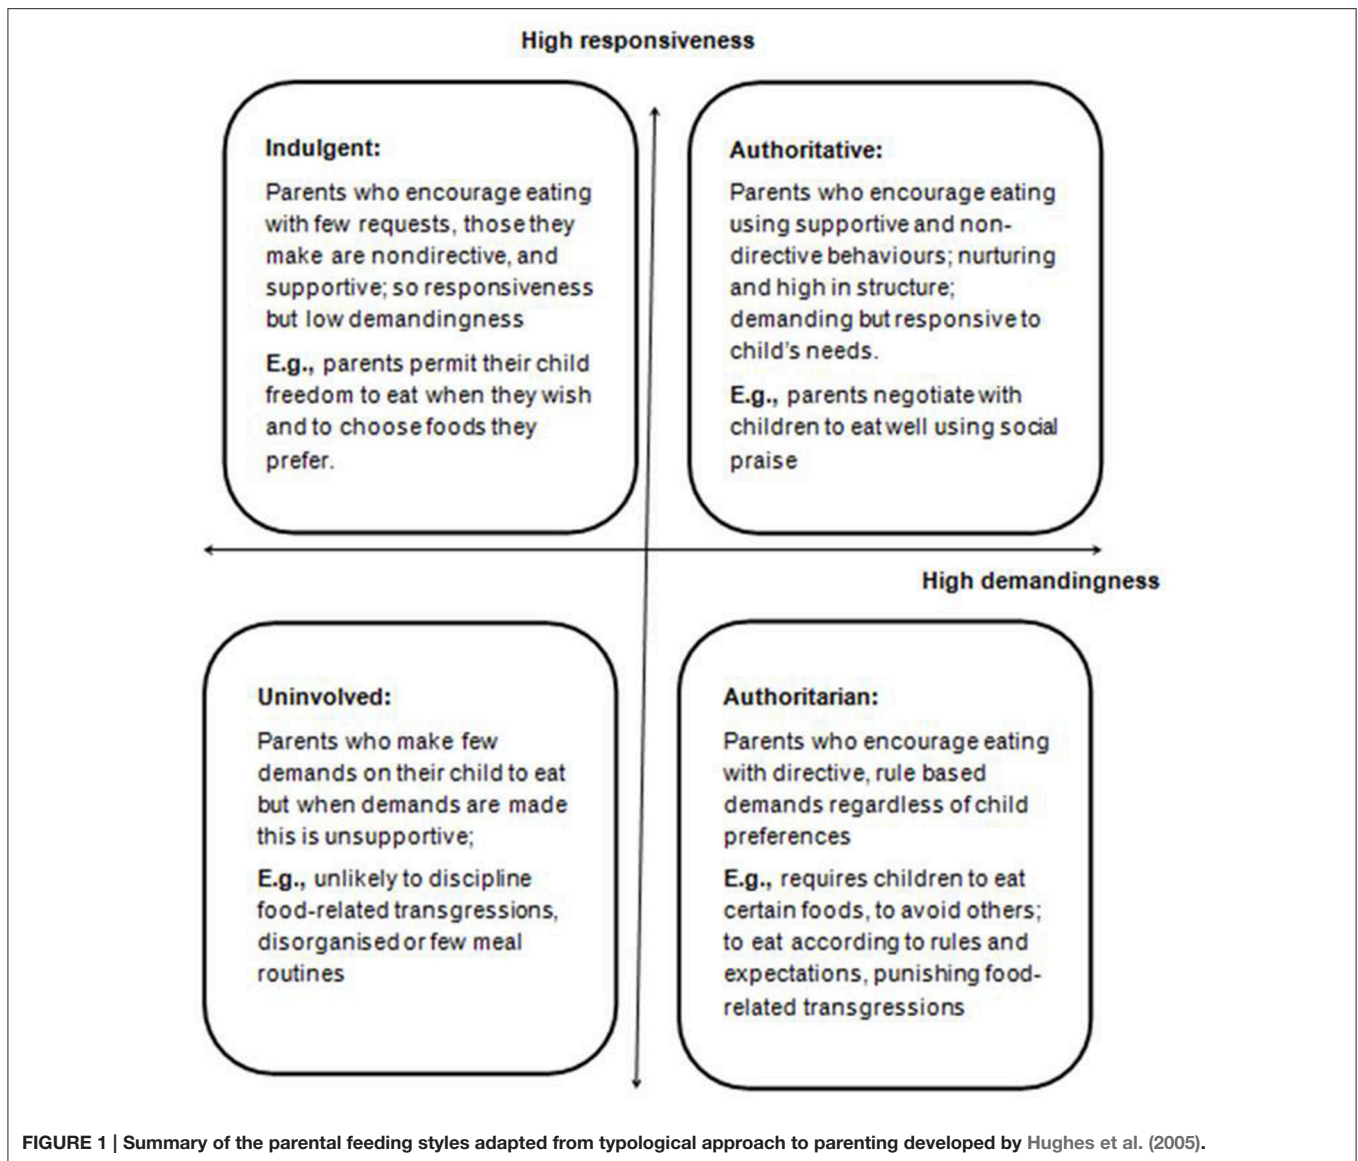 High responsiveness
Indulgent:
Parents who encourage eating
with few requests, those they
make are nondirective, and
supportive; so responsiveness
but low demandingness
E.g., parents permit their child
freedom to eat when they wish
and to choose foods they
prefer.
Authoritative:
Parents who encourage eating
using supportive and non-
directive behaviours; nurturing
and high in structure;
demanding but responsive to
child's needs.
E.g., parents negotiate with
children to eat well using social
praise
High demandingness
Uninvolved:
Parents who make few
demands on their child to eat
but when demands are made
this is unsupportive;
E.g., unlikely to discipline
food-related transgressions,
disorganised or few meal
routines
Authoritarian:
Parents who encourage eating
with directive, rule based
demands regardless of child
preferences
E.g., requires children to eat
certain foods, to avoid others;
to eat according to rules and
expectations, punishing food-
related transgressions
FIGURE 1 | Summary of the parental feeding styles adapted from typological approach to parenting developed by Hughes et al. (2005).